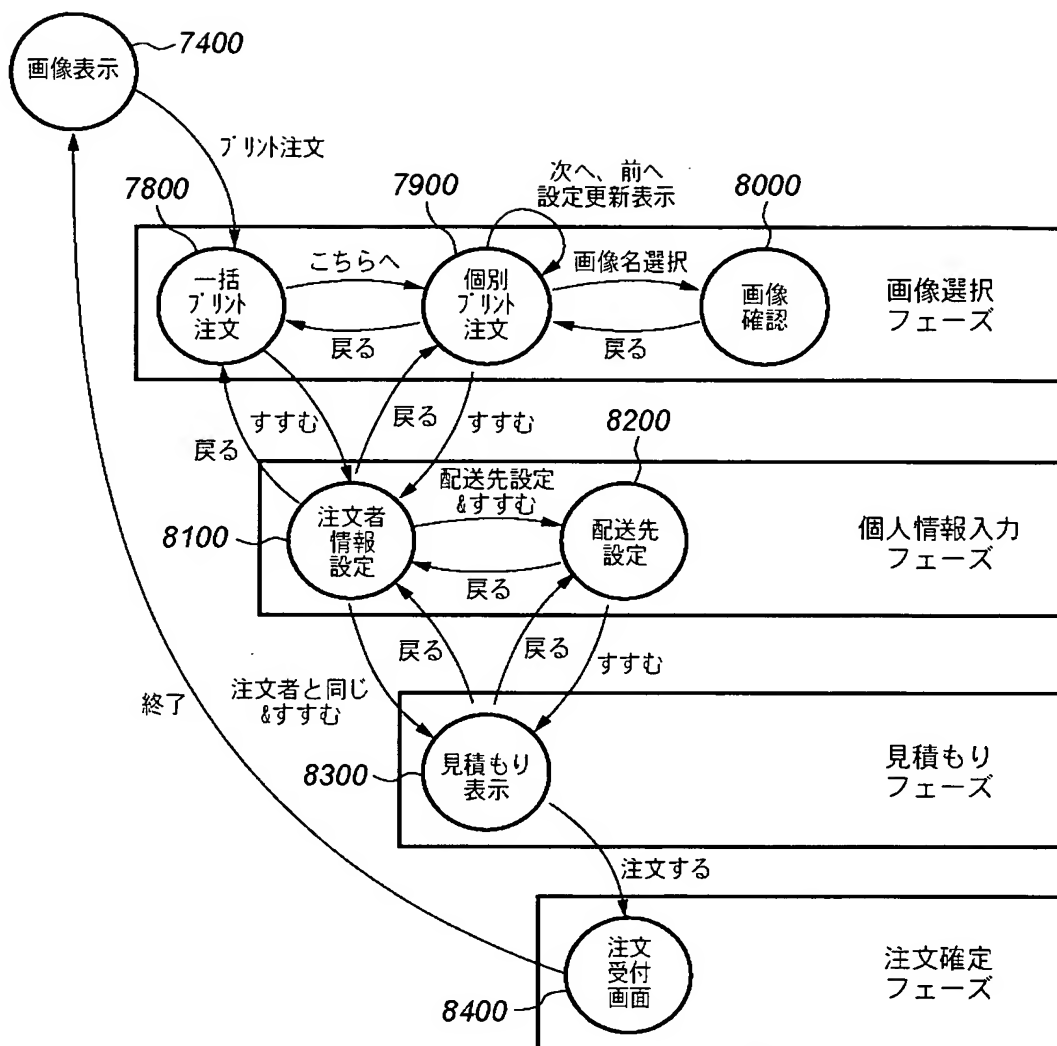 7400
画像表示
プリント注文
7800
7900
次へ、前へ
設定更新表示
8000
一括
プリント
注文
こちらへ
戻る
個別
プリント
注文
画像名選択
戻る
画像
確認
画像選択
フェーズ
戻る
すすむ
戻る
すすむ
8200
8100
注文者
情報
設定
配送先設定
&すすむ
戻る
配送先
設定
個人情報入力
フェーズ
注文者と同じ
&すすむ
戻る
戻る
すすむ
終了
8300
見積もり
表示
見積もり
フェーズ
注文する
8400
注文
受付
画面
注文確定
フェーズ